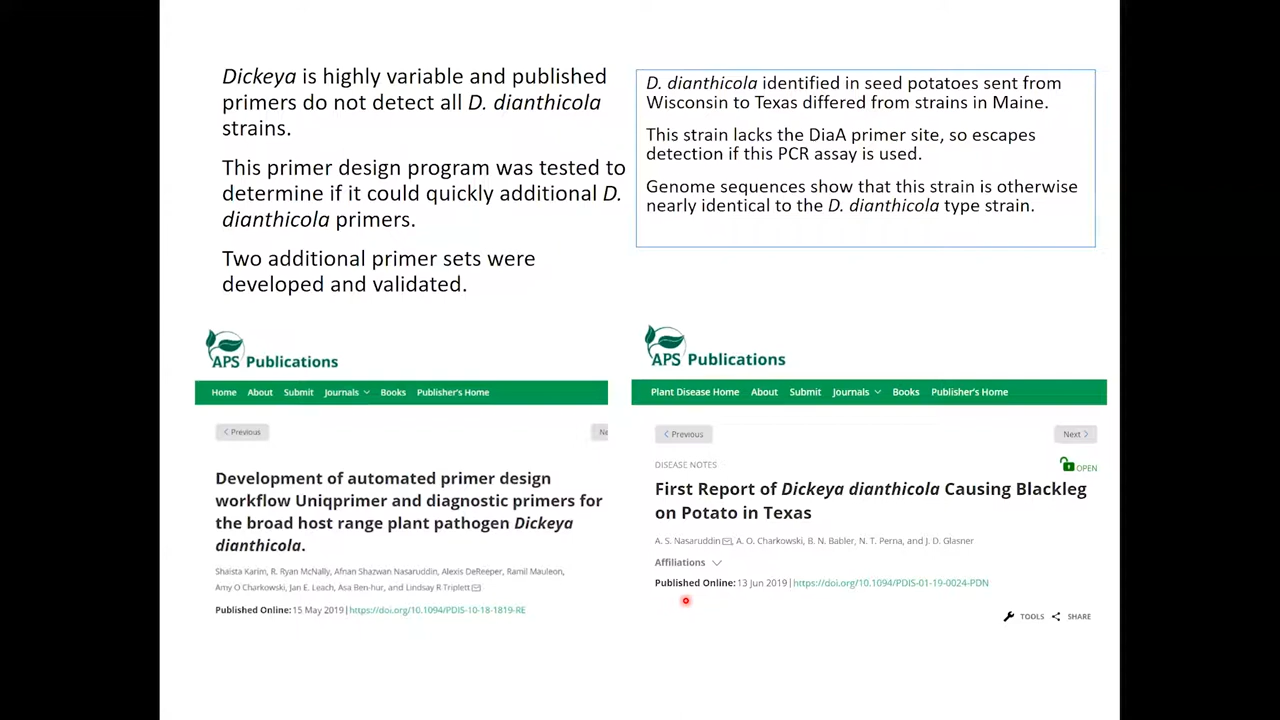 Dickeya is highly variable and published
primers do not detect all D. dianthicola
strains.
This primer design program was tested to
determine if it could quickly additional D.
dianthicola primers.
Two additional primer sets were
developed and validated.
D. dianthicola identified in seed potatoes sent from
Wisconsin to Texas differed from strains in Maine.
This strain lacks the DiaA primer site, so escapes
detection if this PCR assay is used.
Genome sequences show that this strain is otherwise
nearly identical to the D. dianthicola type strain.
APS Publications
Home About Submit Journals Books Publisher's Home
< Previous Ne
Development of automated primer design
workflow Uniqprimer and diagnostic primers for
the broad host range plant pathogen Dickeya
dianthicola.
Shaista Karim, R. Ryan McNally, Afnan Shazwan Nasaruddin, Alexis DeReeper, Ramil Mauleon,
Amy O Charkowski, Jan E. Leach, Asa Ben-hur, and Lindsay R Triplett
Published Online: 15 May 2019 | https://doi.org/10.1094/PDIS-10-18-1819-RE
APS Publications
Plant Disease Home About Submit Journals Books Publisher's Home
< Previous Next >
DISEASE NOTES
OPEN
First Report of Dickeya dianthicola Causing Blackleg
on Potato in Texas
A. S. Nasaruddin, A. O. Charkowski, B. N. Babler, N. T. Perna, and J. D. Glasner
Affiliations
Published Online: 13 Jun 2019 | https://doi.org/10.1094/PDIS-01-19-0024-PDN
TOOLS SHARE